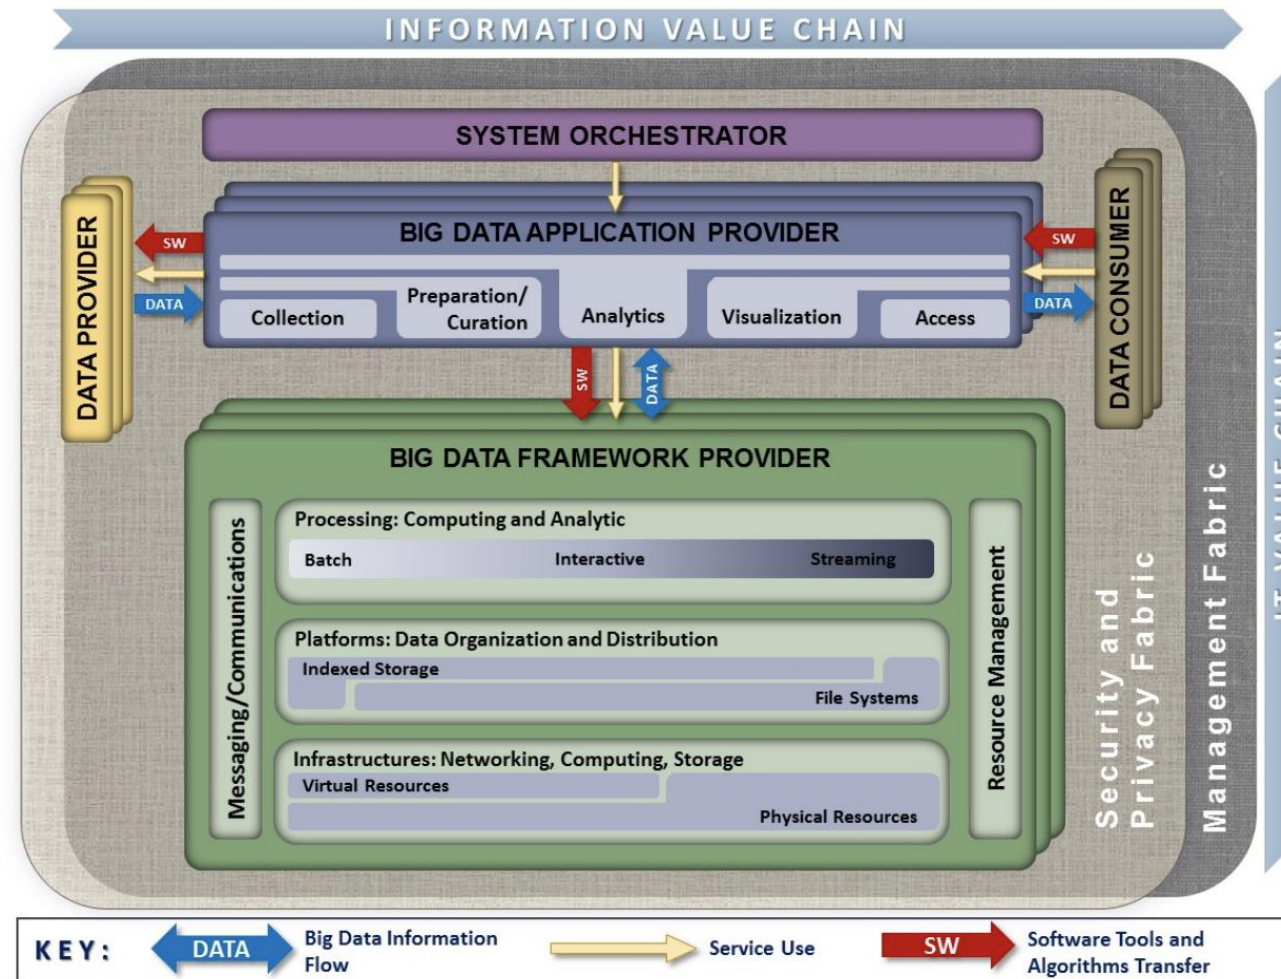 INFORMATION VALUE CHAIN
SYSTEM ORCHESTRATOR
BIG DATA APPLICATION PROVIDER
DATA PROVIDER
SW
DATA
Collection
Preparation/
Curation
Analytics
Visualization
Access
SW
DATA
DATA CONSUMER
SW
DATA
BIG DATA FRAMEWORK PROVIDER
Messaging/Communications
Processing: Computing and Analytic
Batch
Interactive
Streaming
Platforms: Data Organization and Distribution
Indexed Storage
File Systems
Infrastructures: Networking, Computing, Storage
Virtual Resources
Physical Resources
Resource Management
Security and
Privacy Fabric
Management Fabric
IT VALUE CHAIN
KEY:
DATA
Big Data Information
Flow
Service Use
SW
Software Tools and
Algorithms Transfer